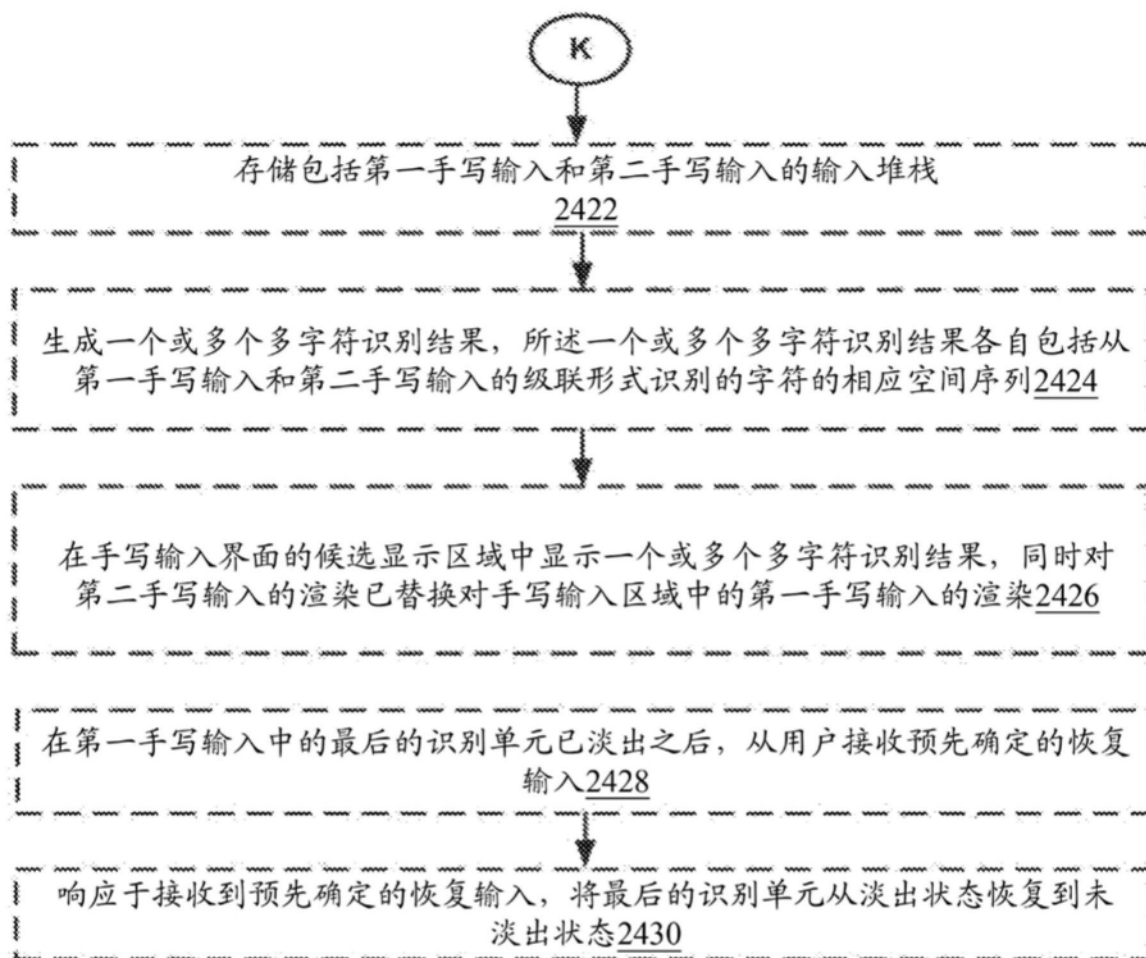 K
存储包括第一手写输入和第二手写输入的输入堆栈
2422
生成一个或多个多字符识别结果，所述一个或多个多字符识别结果各自包括从
第一手写输入和第二手写输入的级联形式识别的字符的相应空间序列2424
在手写输入界面的候选显示区域中显示一个或多个多字符识别结果，同时对
第二手写输入的渲染已替换对手写输入区域中的第一手写输入的渲染2426
在第一手写输入中的最后的识别单元已淡出之后，从用户接收预先确定的恢复
输入2428
响应于接收到预先确定的恢复输入，将最后的识别单元从淡出状态恢复到未
淡出状态2430